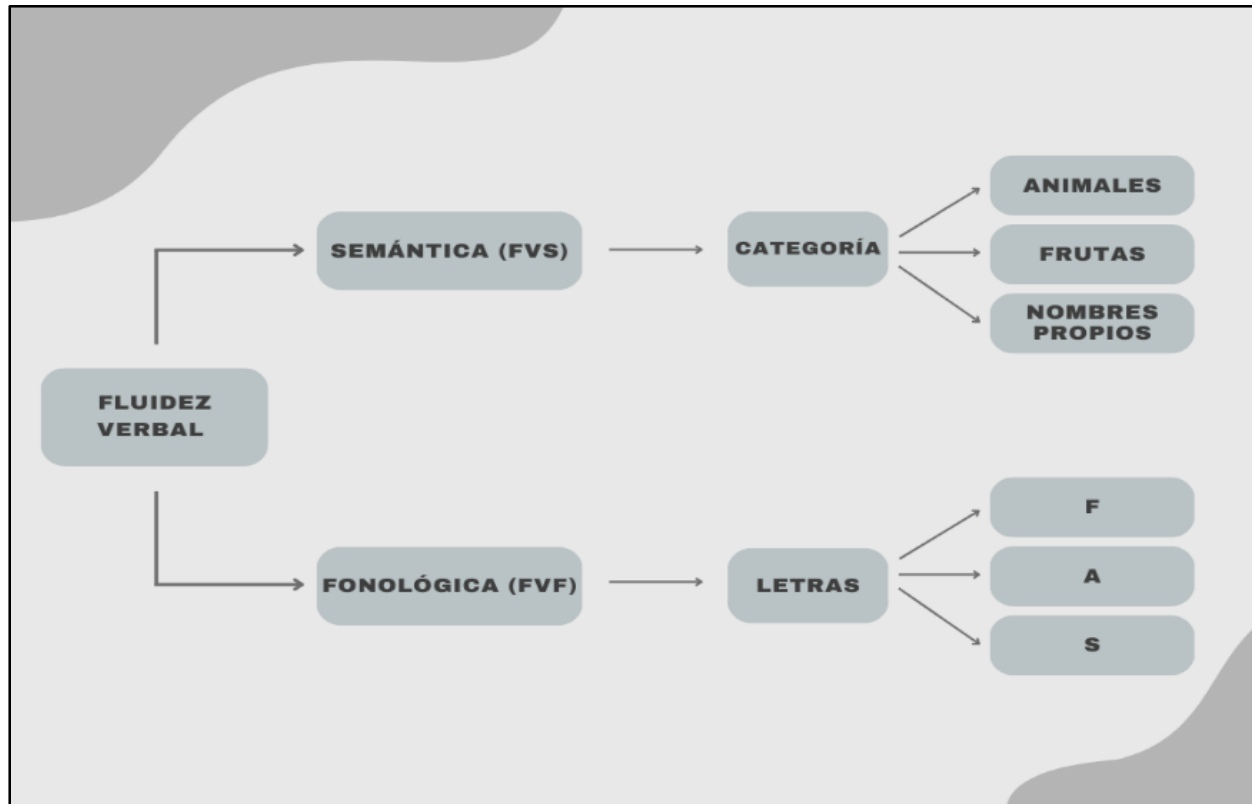 FLUIDEZ
VERBAL
SEMÁNTICA (FVS)
CATEGORÍA
ANIMALES
FRUTAS
NOMBRES
PROPIOS
FONOLÓGICA (FVF)
LETRAS
F
A
S